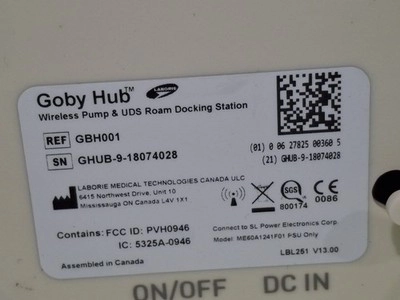 Goby Hub™
LABORIE
Wireless Pump & UDS Roam Docking Station
REF GBH001
SN GHUB-9-18074028
(01) 0 06 27825 00360 5
(21) GHUB-9-18074028
LABORIE MEDICAL TECHNOLOGIES CANADA ULC
6415 Northwest Drive, Unit 10
Mississauga ON Canada L4V 1X1
SGS
800174
CE
0086
Contains: FCC ID: PVH0946
IC: 5325A-0946
Connect to SL Power Electronics Corp.
Model: ME60A1241F01 PSU Only
Assembled in Canada
LBL261 V13.00
ON/OFF DC IN